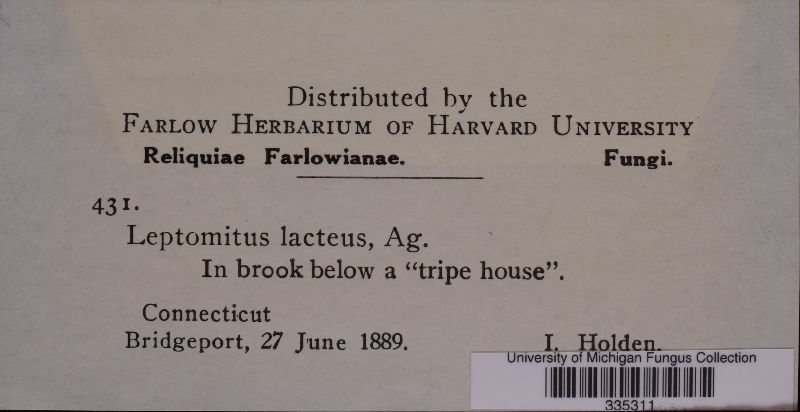 Distributed by the
FARLOW HERBARIUM OF HARVARD UNIVERSITY
Reliquiae Farlowianae. Fungi.
431.
Leptomitus lacteus, Ag.
In brook below a “tripe house”.
Connecticut
Bridgeport, 27 June 1889. I. Holden.
University of Michigan Fungus Collection
335311